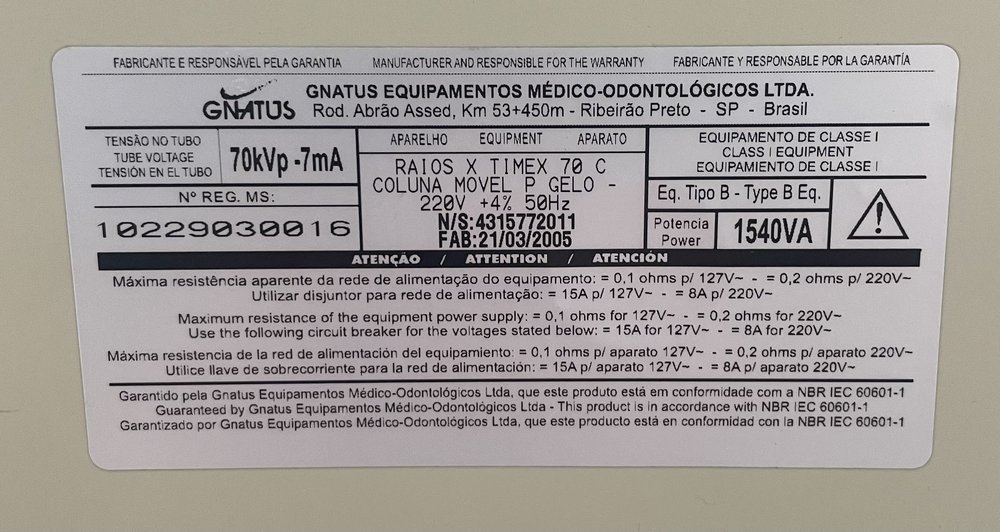 FABRICANTE E RESPONSÁVEL PELA GARANTIA MANUFACTURER AND RESPONSIBLE FOR THE WARRANTY FABRICANTE Y RESPONSABLE POR LA GARANTÍA
GNATUS
GNATUS EQUIPAMENTOS MÉDICO-ODONTOLÓGICOS LTDA.
Rod. Abrão Assed, Km 53+450m - Ribeirão Preto - SP - Brasil
TENSÃO NO TUBO
TUBE VOLTAGE
TENSIÓN EN EL TUBO
70kVp -7mA
Nº REG. MS:
10229030016
APARELHO EQUIPMENT APARATO
RAIOS X TIMEX 70 C
COLUNA MOVEL P GELO -
220V +4% 50Hz
N/S:4315772011
FAB:21/03/2005
EQUIPAMENTO DE CLASSE I
CLASS I EQUIPMENT
EQUIPAMIENTO DE CLASSE I
Eq. Tipo B - Type B Eq.
Potencia
Power
1540VA
ATENÇÃO / ATTENTION / ATENCIÓN
Máxima resistência aparente da rede de alimentação do equipamento: = 0,1 ohms p/ 127V~ - = 0,2 ohms p/ 220V~
Utilizar disjuntor para rede de alimentação: = 15A p/ 127V~ - = 8A p/ 220V~
Maximum resistance of the equipment power supply: = 0,1 ohms for 127V~ - = 0,2 ohms for 220V~
Use the following circuit breaker for the voltages stated below: = 15A for 127V~ - = 8A for 220V~
Máxima resistencia de la red de alimentación del equipamiento: = 0,1 ohms p/ aparato 127V~ - = 0,2 ohms p/ aparato 220V~
Utilice llave de sobrecorriente para la red de alimentación: = 15A p/ aparato 127V~ - = 8A p/ aparato 220V~
Garantido pela Gnatus Equipamentos Médico-Odontológicos Ltda, que este produto está em conformidade com a NBR IEC 60601-1
Guaranteed by Gnatus Equipamentos Médico-Odontológicos Ltda - This product is in accordance with NBR IEC 60601-1
Garantizado por Gnatus Equipamentos Médico-Odontológicos Ltda, que este producto está en conformidad con la NBR IEC 60601-1